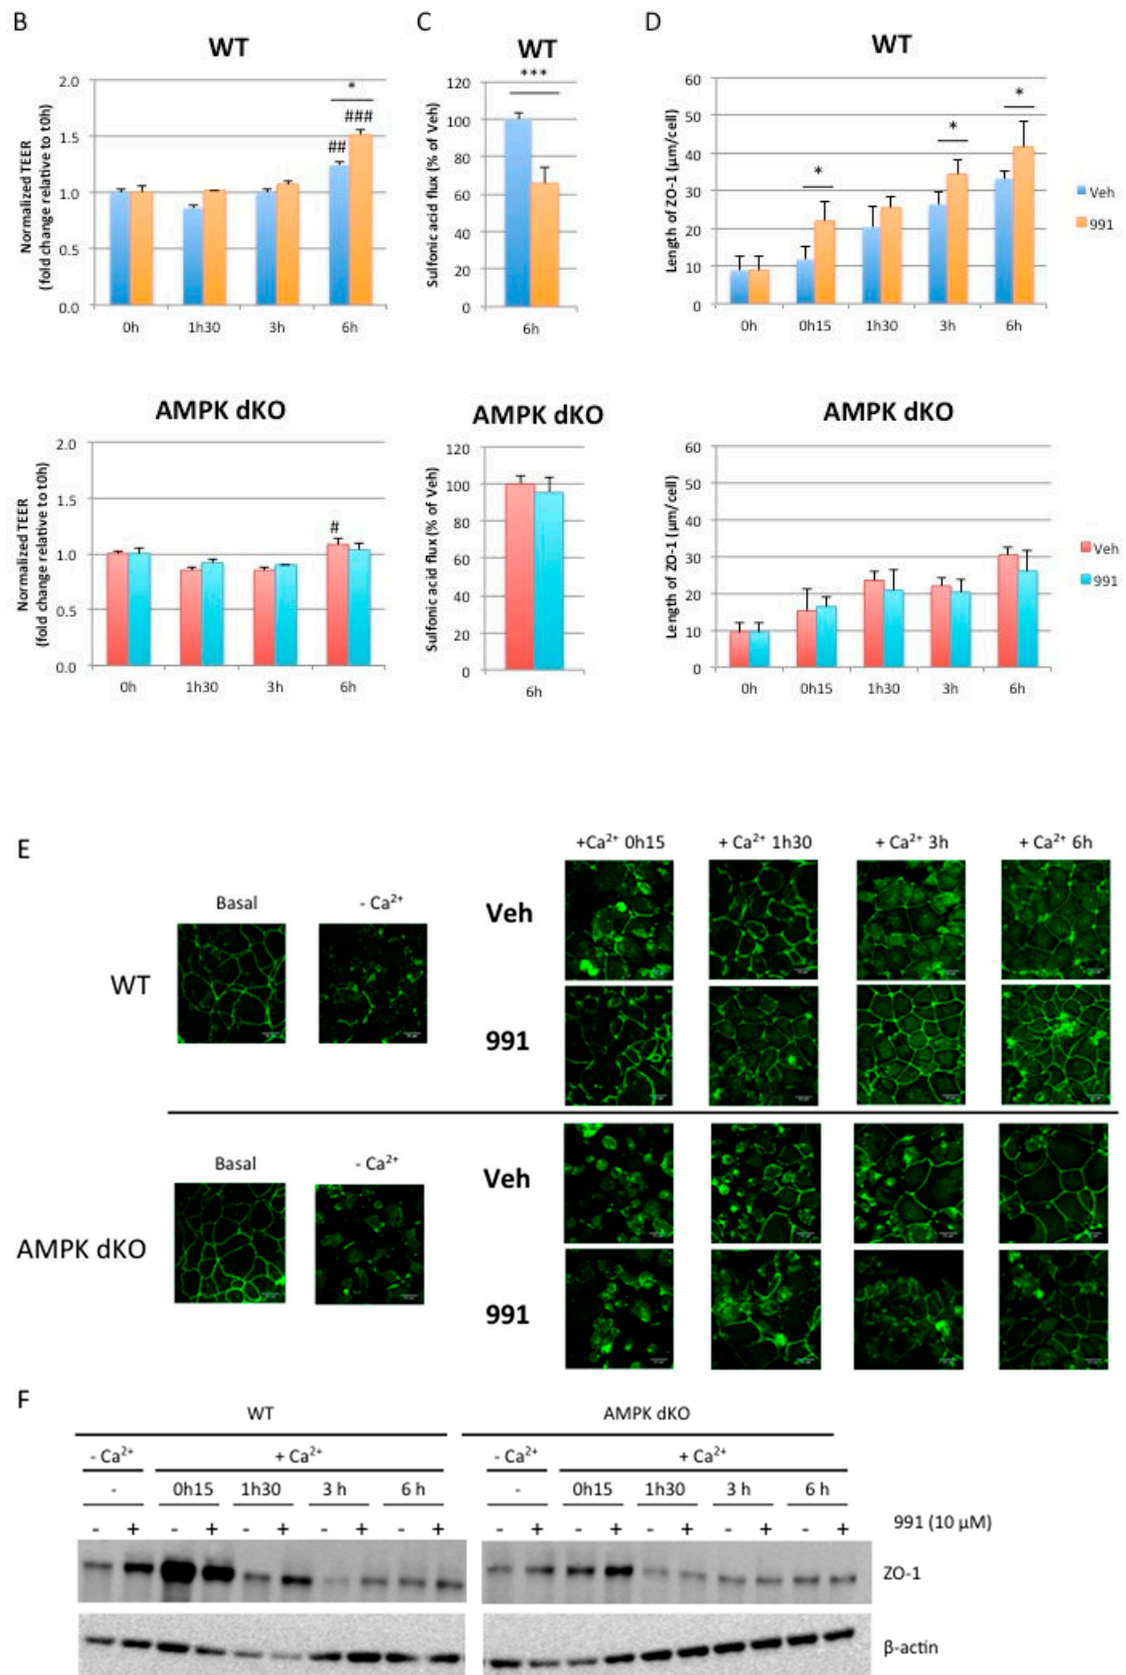 B
WT
Normalized TEER
(fold change relative to t0h)
2.0
1.5
1.0
0.5
0.0
*
###
##
0h
1h30
3h
6h
C
WT
***
Sulfonic acid flux (% of Veh)
120
100
80
60
40
20
0
6h
D
WT
Length of ZO-1 (µm/cell)
60
50
40
30
20
10
0
*
*
*
0h
0h15
1h30
3h
6h
Veh
991
AMPK dKO
Normalized TEER
(fold change relative to t0h)
2.0
1.5
1.0
0.5
0.0
#
0h
1h30
3h
6h
AMPK dKO
Sulfonic acid flux (% of Veh)
120
100
80
60
40
20
0
6h
AMPK dKO
Length of ZO-1 (µm/cell)
60
50
40
30
20
10
0
0h
0h15
1h30
3h
6h
Veh
991
E
+Ca²⁺ 0h15
+ Ca²⁺ 1h30
+ Ca²⁺ 3h
+ Ca²⁺ 6h
Basal
- Ca²⁺
Veh
WT
991
Basal
- Ca²⁺
Veh
AMPK dKO
991
F
WT
AMPK dKO
- Ca²⁺
+ Ca²⁺
- Ca²⁺
+ Ca²⁺
- 0h15 1h30 3 h 6 h
- 0h15 1h30 3 h 6 h
- + - + - + - + - +
- + - + - + - + - +
991 (10 µM)
ZO-1
β-actin